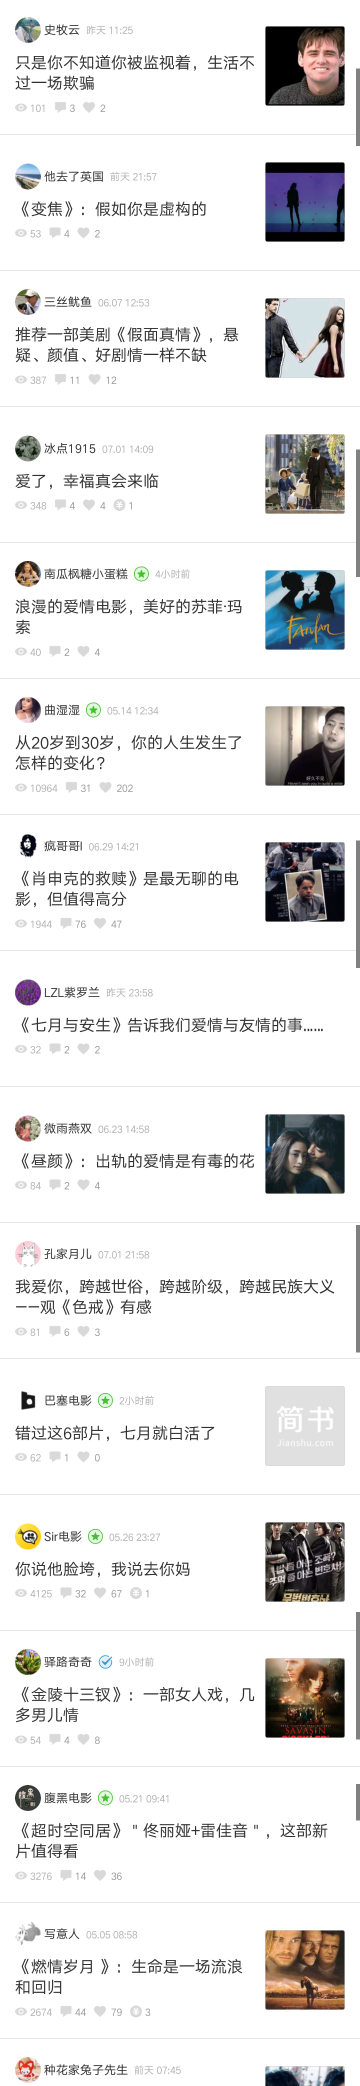 史牧云 昨天 11:25
只是你不知道你被监视着，生活不
过一场欺骗
101 3 2
他去了英国 前天 21:57
《变焦》：假如你是虚构的
53 4 2
三丝鱿鱼 06.07 12:53
推荐一部美剧《假面真情》，悬
疑、颜值、好剧情一样不缺
387 11 12
冰点1915 07.01 14:09
爱了，幸福真会来临
348 4 4 1
南瓜枫糖小蛋糕 4小时前
浪漫的爱情电影，美好的苏菲·玛
索
Fanfan
40 2 4
曲湿湿 05.14 12:34
从20岁到30岁，你的人生发生了
怎样的变化？
好久不见
10964 31 202
疯哥哥l 06.29 14:21
《肖申克的救赎》是最无聊的电
影，但值得高分
1944 76 47
LZL紫罗兰 昨天 23:58
《七月与安生》告诉我们爱情与友情的事……
32 2 2
微雨燕双 06.23 14:58
《昼颜》：出轨的爱情是有毒的花
84 2 4
孔家月儿 07.01 21:58
我爱你，跨越世俗，跨越阶级，跨越民族大义
——观《色戒》有感
81 6 3
巴塞电影 2小时前
错过这6部片，七月就白活了
简书
Jianshu.com
62 1 0
Sir电影 05.26 23:27
你说他脸垮，我说去你妈
4125 32 67 1
驿路奇奇 9小时前
《金陵十三钗》：一部女人戏，几
多男儿情
54 4 8
腹黑电影 05.21 09:41
《超时空同居》＂佟丽娅+雷佳音＂，这部新
片值得看
3276 14 36
写意人 05.05 08:58
《燃情岁月 》：生命是一场流浪
和回归
2674 44 79 3
种花家兔子先生 前天 07:45